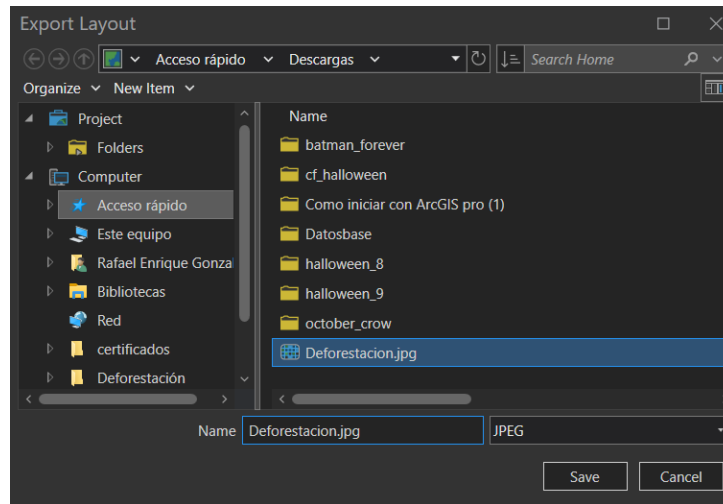 Export Layout
Acceso rápido Descargas Search Home
Organize New Item
Project
Folders
Computer
Acceso rápido
Este equipo
Rafael Enrique Gonza
Bibliotecas
Red
certificados
Deforestación
Name
batman_forever
cf_halloween
Como iniciar con ArcGIS pro (1)
Datosbase
halloween_8
halloween_9
october_crow
Deforestacion.jpg
Name Deforestacion.jpg JPEG
Save Cancel